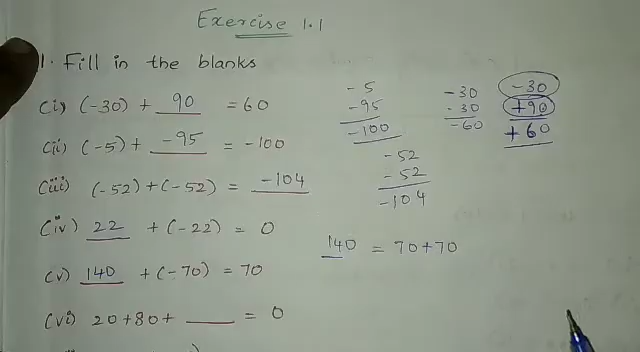 Exercise 1.1
1. Fill in the blanks
(i) (-30) + 90 = 60
(ii) (-5) + -95 = -100
(iii) (-52) + (-52) = -104
(iv) 22 + (-22) = 0
(v) 140 + (-70) = 70
(vi) 20+80+ ___ = 0
-5
-95
-100
-30
-30
-60
-30
+90
+60
-52
-52
-104
140 = 70+70